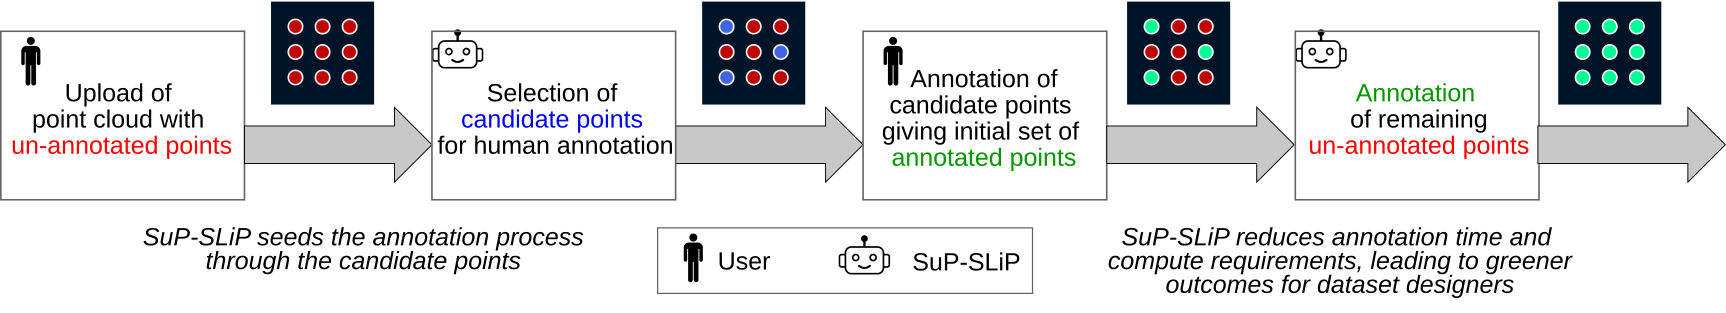 Upload of
point cloud with
un-annotated points
Selection of
candidate points
for human annotation
Annotation of
candidate points
giving initial set of
annotated points
Annotation
of remaining
un-annotated points
SuP-SLiP seeds the annotation process
through the candidate points
User
SuP-SLiP
SuP-SLiP reduces annotation time and
compute requirements, leading to greener
outcomes for dataset designers